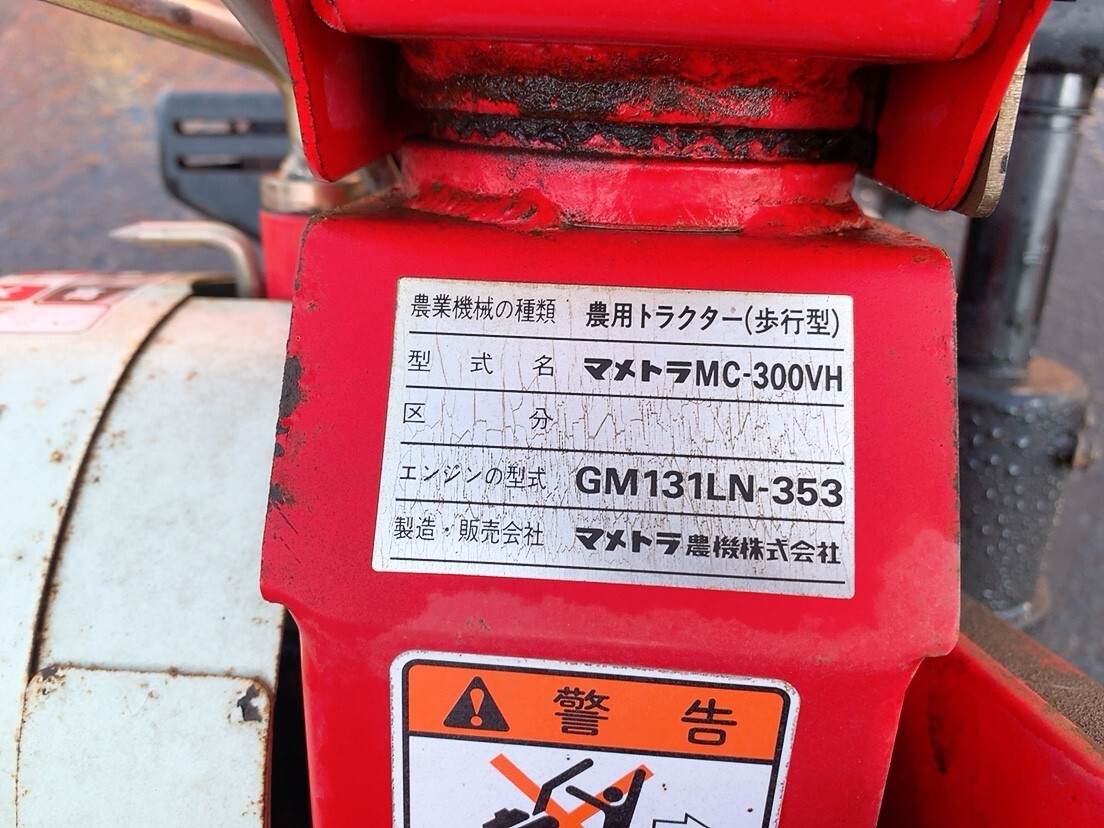 農業機械の種類 農用トラクター(歩行型)
型式名 マメトラMC-300VH
区分
エンジンの型式 GM131LN-353
製造・販売会社 マメトラ農機株式会社
警告